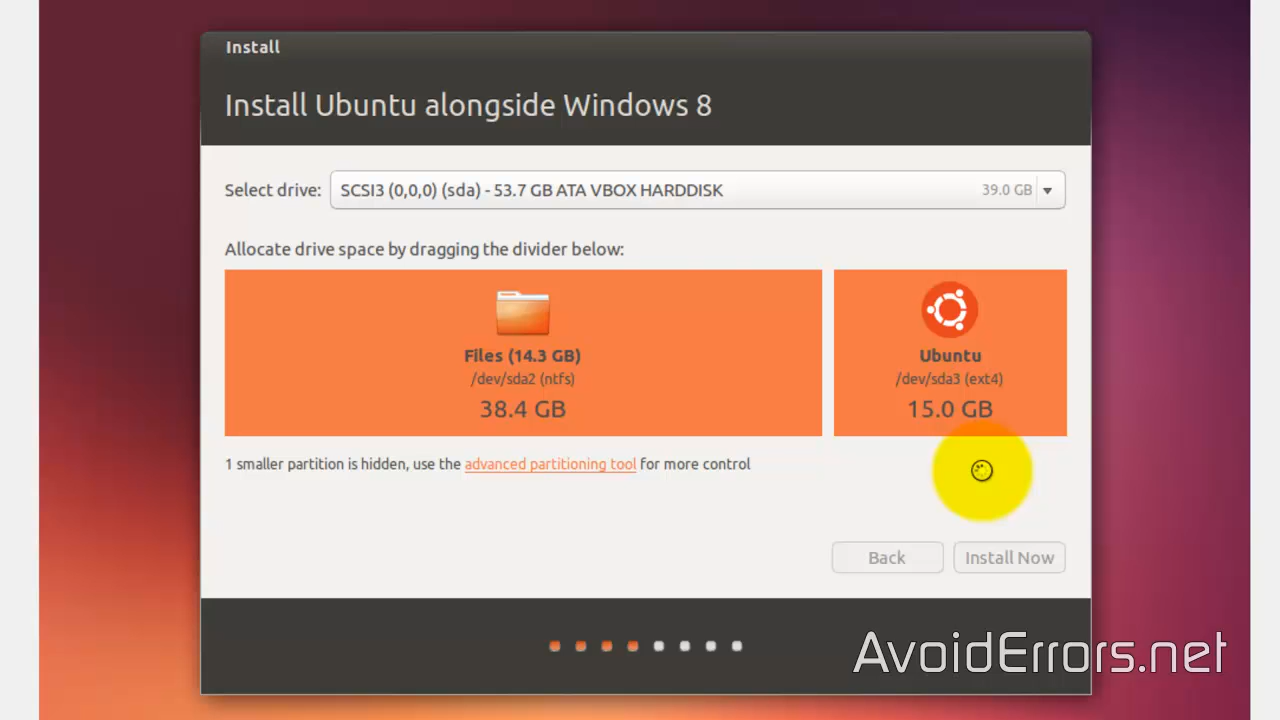 Install
Install Ubuntu alongside Windows 8
Select drive: SCSI3 (0,0,0) (sda) - 53.7 GB ATA VBOX HARDDISK 39.0 GB
Allocate drive space by dragging the divider below:
Files (14.3 GB)
/dev/sda2 (ntfs)
38.4 GB
Ubuntu
/dev/sda3 (ext4)
15.0 GB
1 smaller partition is hidden, use the advanced partitioning tool for more control
Back Install Now
AvoidErrors.net